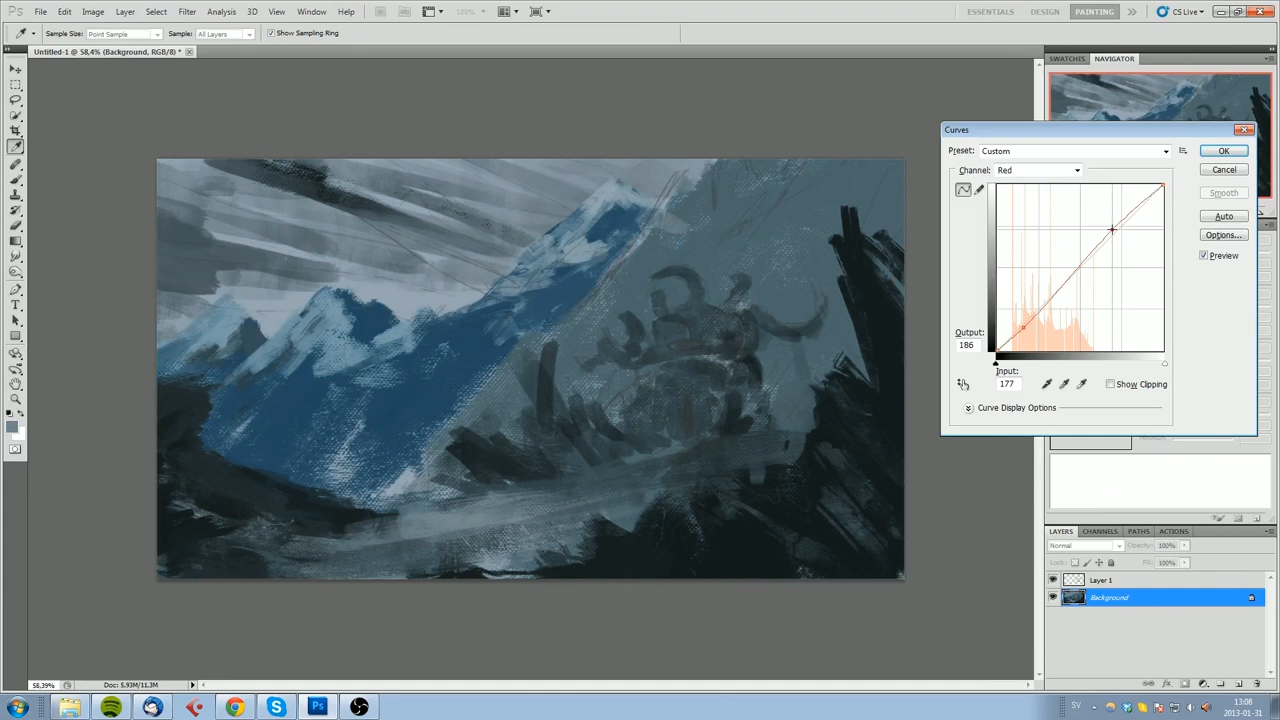 Ps File Edit Image Layer Select Filter Analysis 3D View Window Help 100% ESSENTIALS DESIGN PAINTING CS Live
Sample Size: Point Sample Sample: All Layers Show Sampling Ring
Untitled-1 @ 58,4% (Background, RGB/8) *
SWATCHES NAVIGATOR
Curves
Preset: Custom OK
Channel: Red Cancel
Smooth
Auto
Options...
Preview
Output:
186
Input:
177 Show Clipping
Curve Display Options
LAYERS CHANNELS PATHS ACTIONS
Normal Opacity: 100%
Lock: Fill: 100%
Layer 1
Background
58,39% Doc: 5,93M/11,3M
SV 13:08
2013-01-31